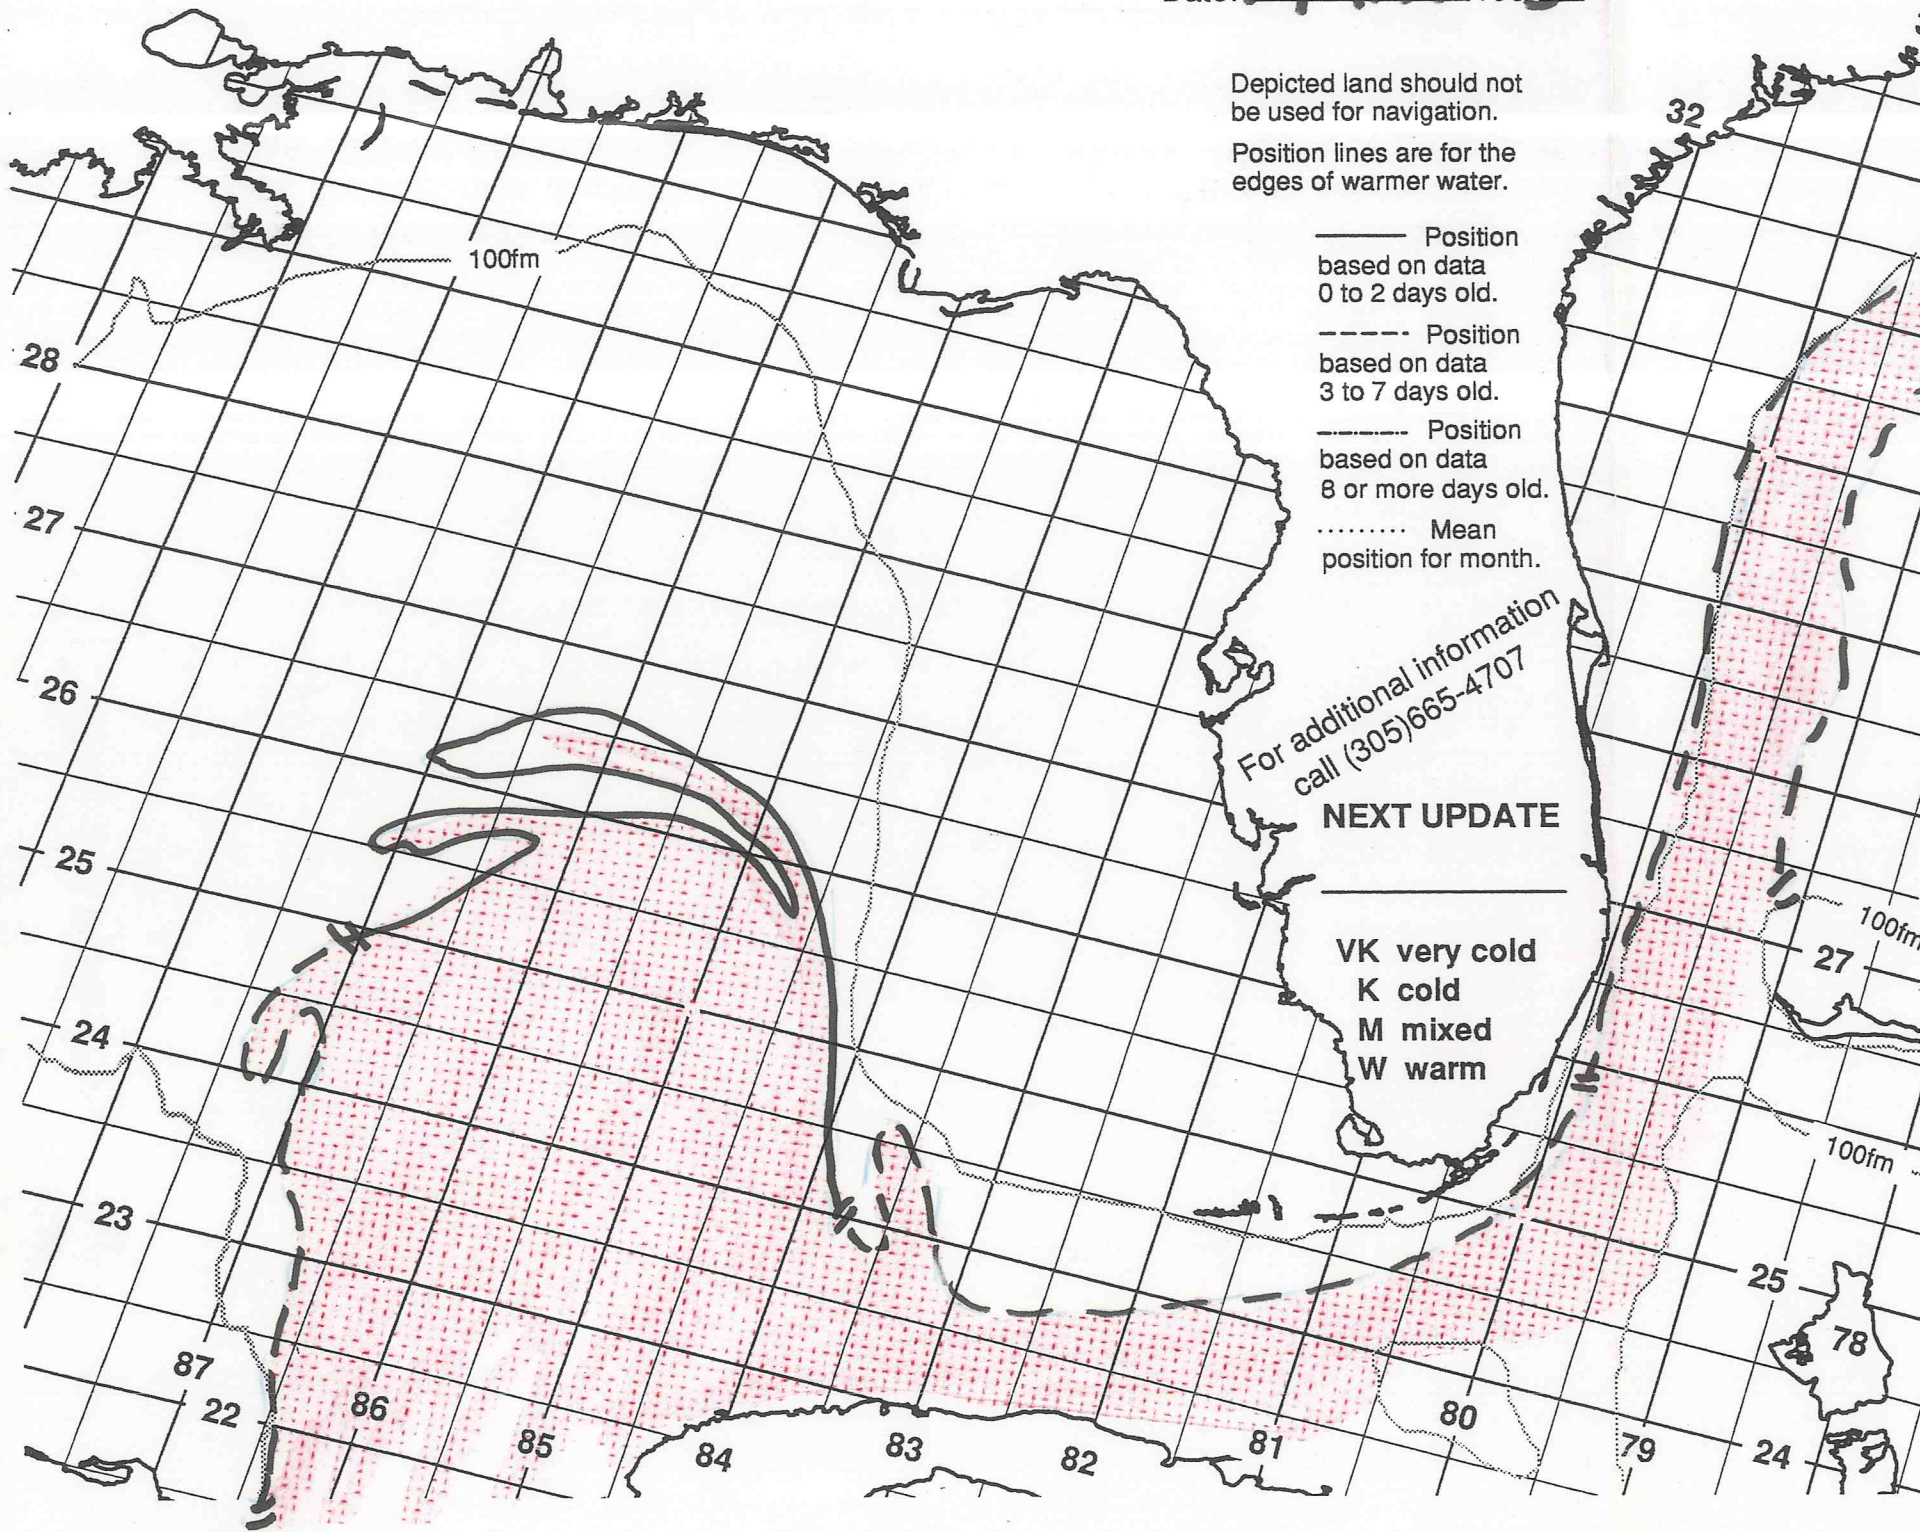 Depicted land should not
be used for navigation.
Position lines are for the
edges of warmer water.
Position
based on data
0 to 2 days old.
Position
based on data
3 to 7 days old.
Position
based on data
8 or more days old.
Mean
position for month.
For additional information
call (305)665-4707
NEXT UPDATE
VK very cold
K cold
M mixed
W warm
32
100fm
28
27
26
25
24
23
87
22
86
85
84
83
82
81
80
79
24
78
25
100fm
27
100fm